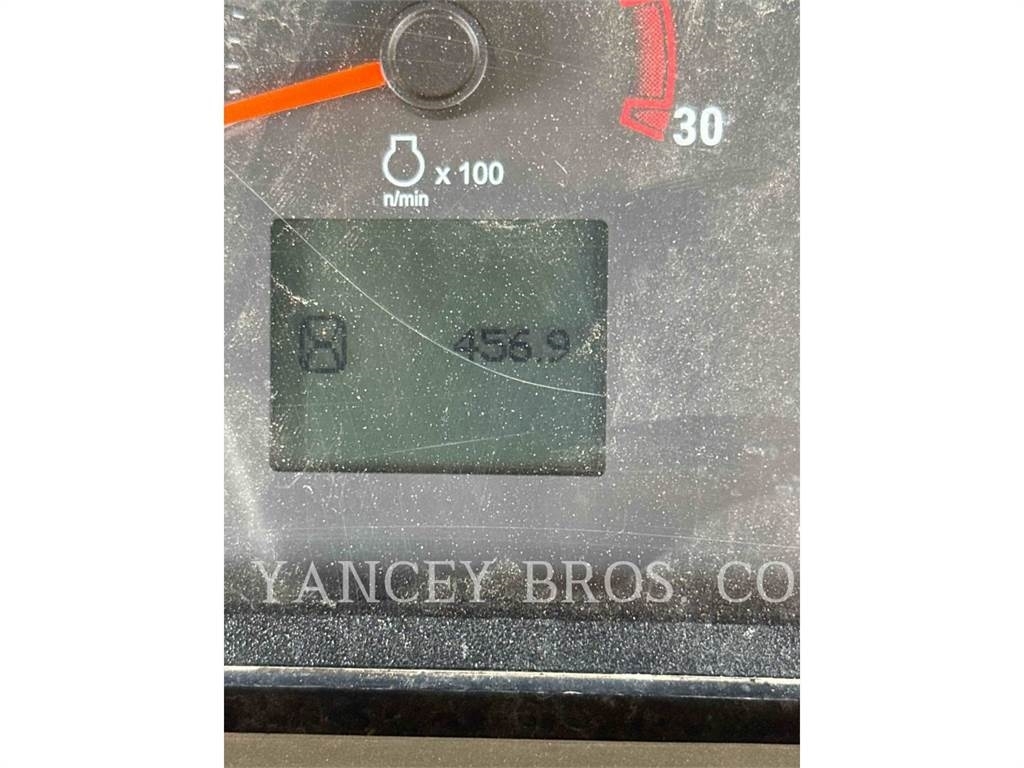 30
x 100
n/min
456.9
YANCEY BROS. CO